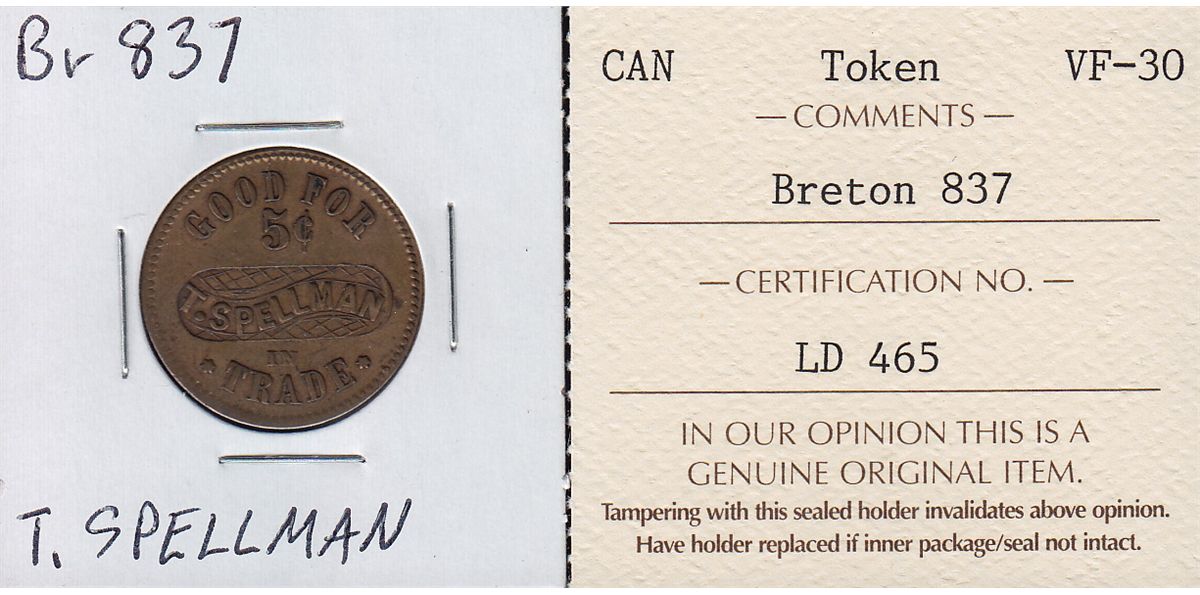 Br 837
GOOD FOR
5¢
T. SPELLMAN
IN
* TRADE *
T. SPELLMAN
CAN Token VF-30
— COMMENTS —
Breton 837
— CERTIFICATION NO. —
LD 465
IN OUR OPINION THIS IS A
GENUINE ORIGINAL ITEM.
Tampering with this sealed holder invalidates above opinion.
Have holder replaced if inner package/seal not intact.